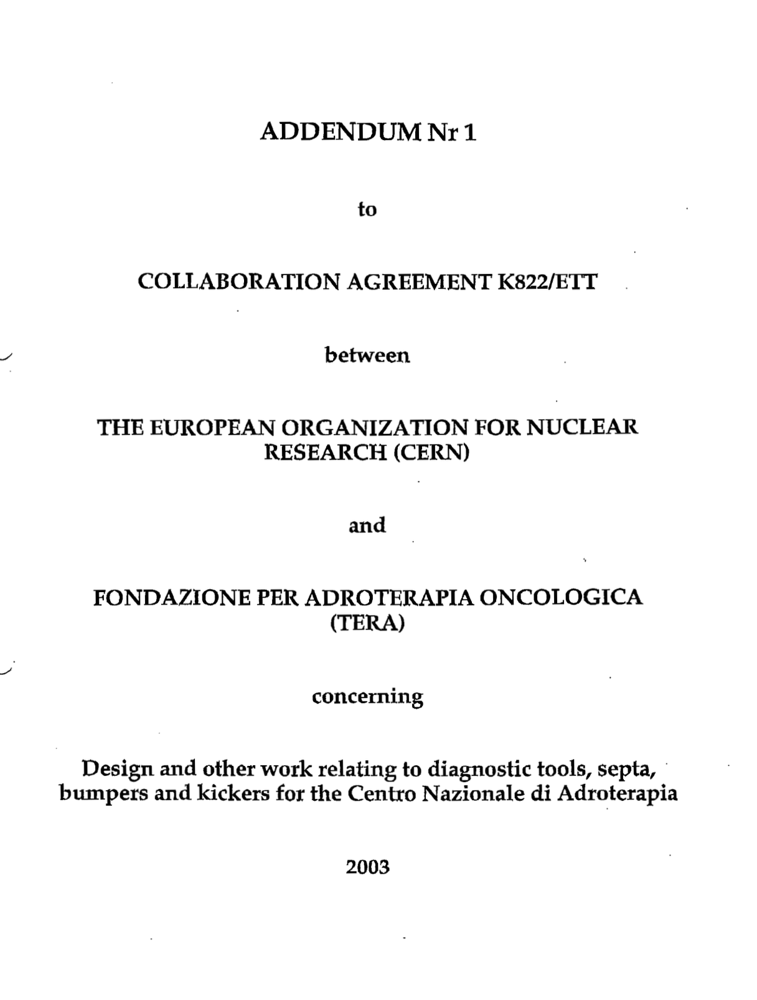 ADDENDUM Nr 1
to
COLLABORATION AGREEMENT K822/ETT
between
THE EUROPEAN ORGANIZATION FOR NUCLEAR
RESEARCH (CERN)
and
FONDAZIONE PER ADROTERAPIA ONCOLOGICA
(TERA)
concerning
Design and other work relating to diagnostic tools, septa,
bumpers and kickers for the Centro Nazionale di Adroterapia
2003